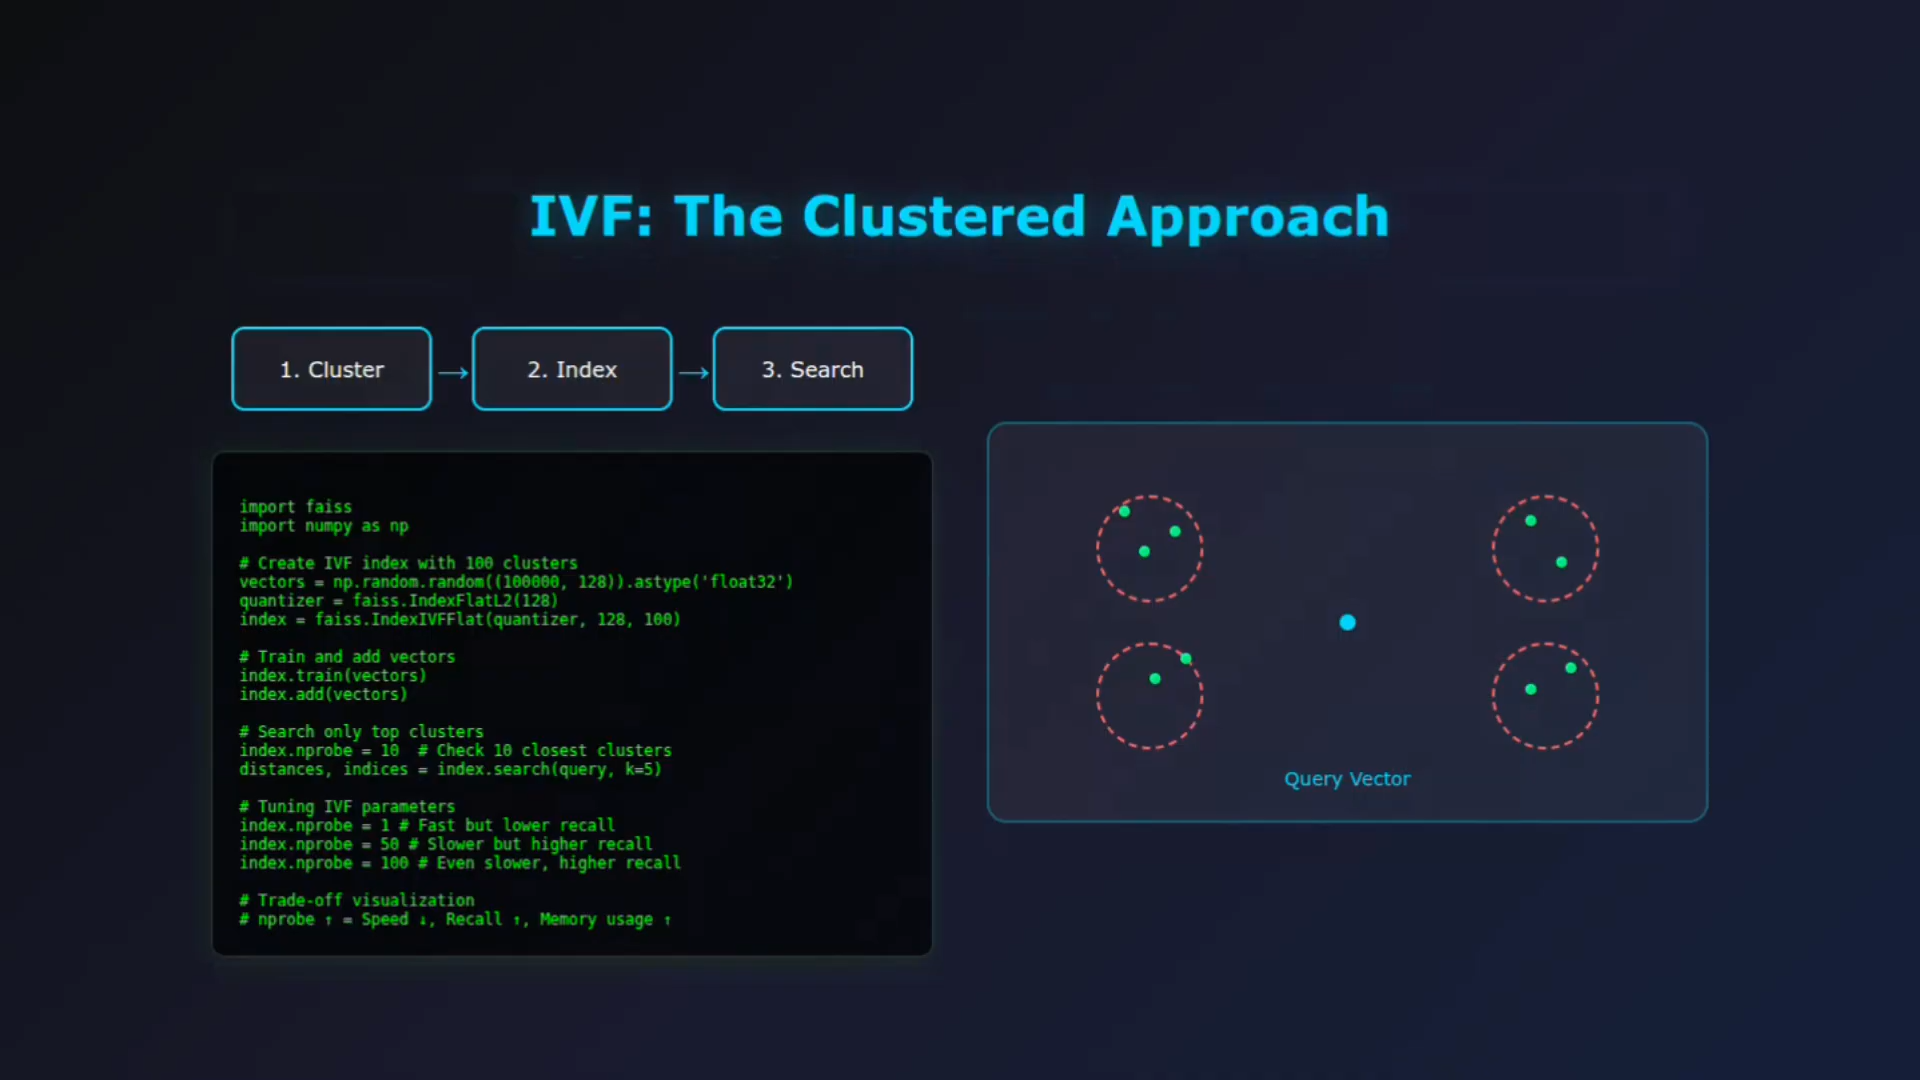 IVF: The Clustered Approach
1. Cluster → 2. Index → 3. Search
import faiss
import numpy as np
# Create IVF index with 100 clusters
vectors = np.random.random((100000, 128)).astype('float32')
quantizer = faiss.IndexFlatL2(128)
index = faiss.IndexIVFFlat(quantizer, 128, 100)
# Train and add vectors
index.train(vectors)
index.add(vectors)
# Search only top clusters
index.nprobe = 10  # Check 10 closest clusters
distances, indices = index.search(query, k=5)
# Tuning IVF parameters
index.nprobe = 1 # Fast but lower recall
index.nprobe = 50 # Slower but higher recall
index.nprobe = 100 # Even slower, higher recall
# Trade-off visualization
# nprobe ↑ = Speed ↓, Recall ↑, Memory usage ↑
Query Vector